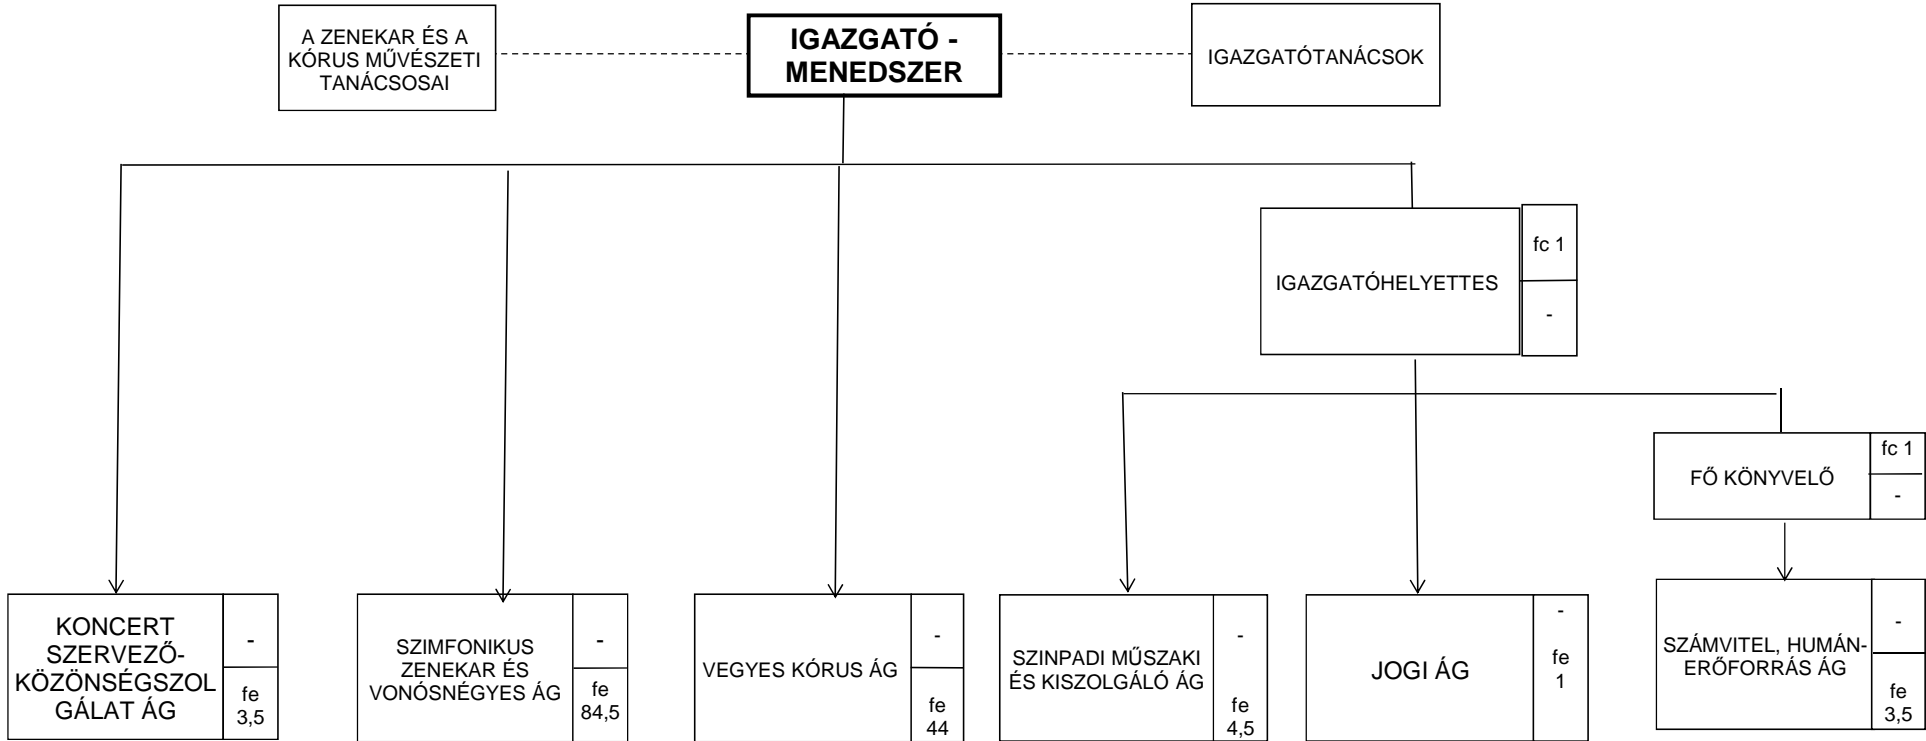 A ZENEKAR ÉS A
KÓRUS MŰVÉSZETI
TANÁCSOSAI
IGAZGATÓ -
MENEDSZER
IGAZGATÓTANÁCSOK
IGAZGATÓHELYETTES
fc 1
-
FŐ KÖNYVELŐ
fc 1
-
KONCERT
SZERVEZŐ-
KÖZÖNSÉGSZOL
GÁLAT ÁG
-
fe
3,5
SZIMFONIKUS
ZENEKAR ÉS
VONÓSNÉGYES ÁG
-
fe
84,5
VEGYES KÓRUS ÁG
-
fe
44
SZINPADI MŰSZAKI
ÉS KISZOLGÁLÓ ÁG
-
fe
4,5
JOGI ÁG
-
fe
1
SZÁMVITEL, HUMÁN-
ERŐFORRÁS ÁG
-
fe
3,5